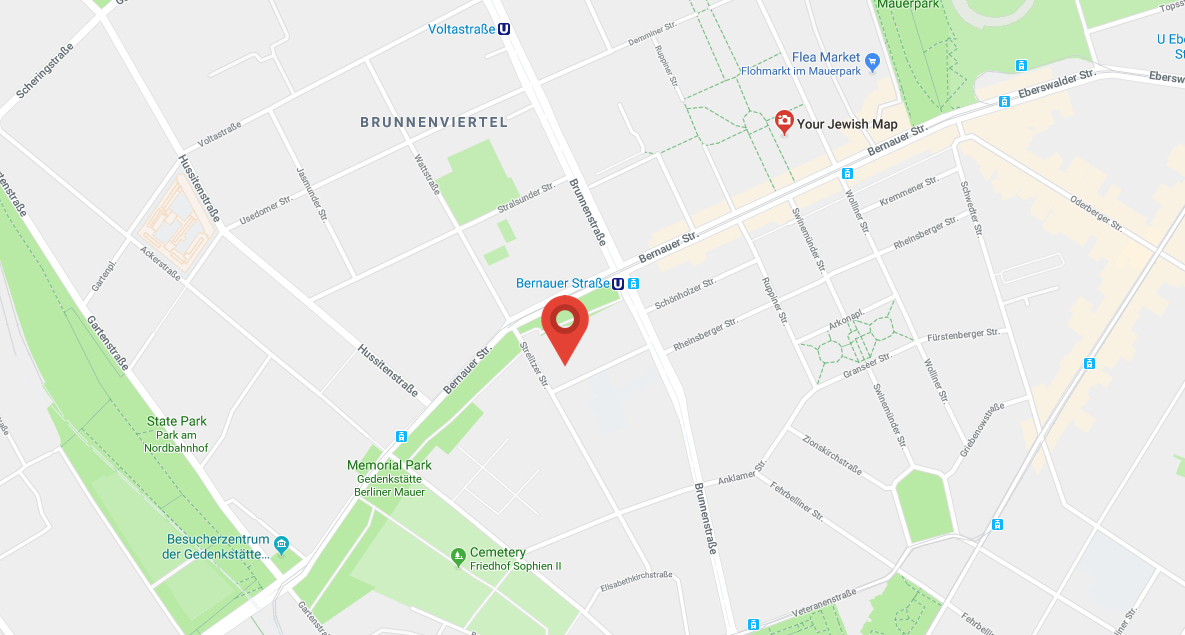 Mauerpark
Topss
Voltastraße U
Demminer Str.
Ruppiner Str.
U Ebe
St
Flea Market
Flohmarkt im Mauerpark
Scheringstraße
Eberswalder Str.
Ebersw
BRUNNENVIERTEL
Your Jewish Map
Voltastraße
Bernauer Str.
Hussitenstraße
Wattstraße
Jasmunder Str.
Stralsunder Str.
Usedomer Str.
Brunnenstraße
Kremmener Str.
Wolliner Str.
Schwedter Str.
Oderberger Str.
Swinemünder Str.
Rheinsberger Str.
Bernauer Str.
Ackerstraße
Gartenpl.
Bernauer Straße U
Schönholzer Str.
Ruppiner Str.
Arkonapl.
Rheinsberger Str.
Fürstenberger Str.
Gartenstraße
Hussitenstraße
Bernauer Str.
Strelitzer Str.
Granseer Str.
Wolliner Str.
Swinemünder Str.
Griebenowstraße
State Park
Park am
Nordbahnhof
Zionskirchstraße
Memorial Park
Gedenkstätte
Berliner Mauer
Anklamer Str.
Fehrbelliner Str.
Brunnenstraße
Besucherzentrum
der Gedenkstätte...
Cemetery
Friedhof Sophien II
Elisabethkirchstraße
Veteranenstraße
Gartenstraße
Fehrbelliner Str.